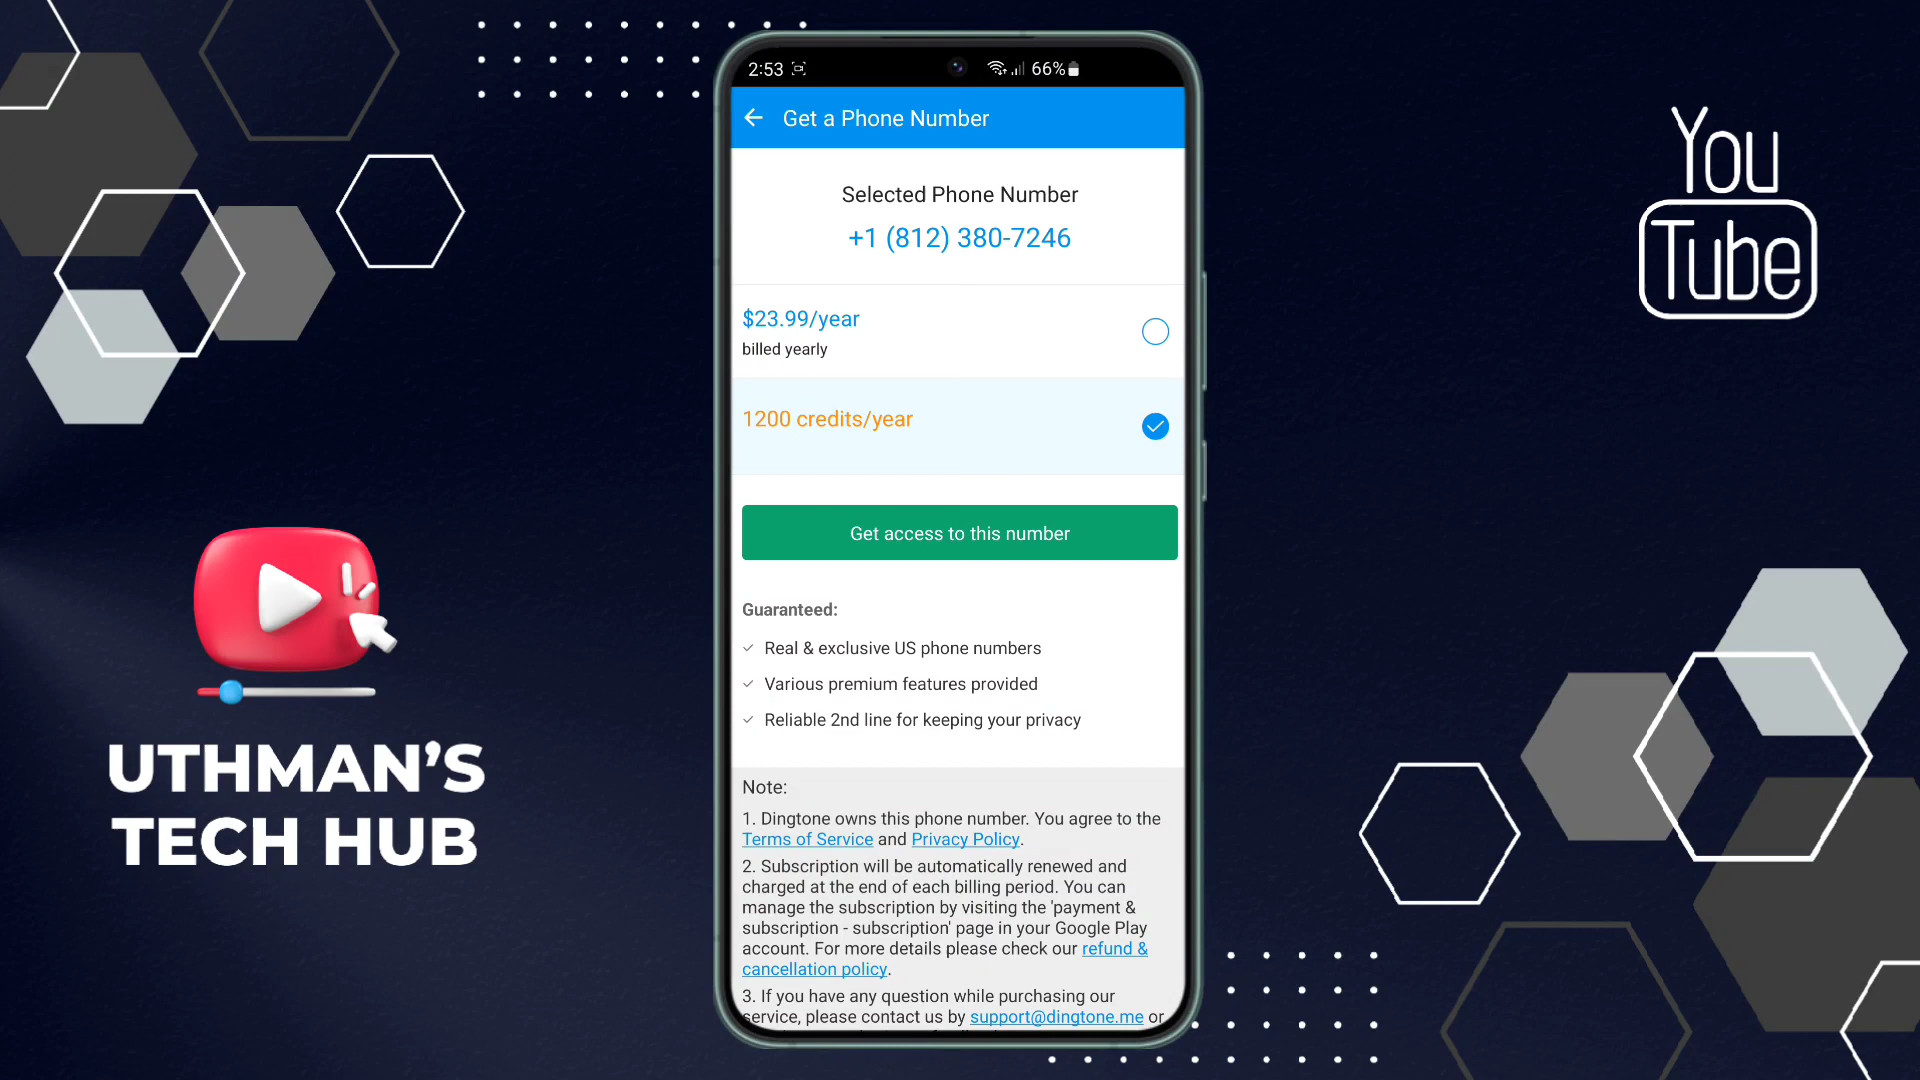 2:53
66%
Get a Phone Number
Selected Phone Number
+1 (812) 380-7246
$23.99/year
billed yearly
1200 credits/year
Get access to this number
Guaranteed:
Real & exclusive US phone numbers
Various premium features provided
Reliable 2nd line for keeping your privacy
Note:
1. Dingtone owns this phone number. You agree to the
Terms of Service and Privacy Policy.
2. Subscription will be automatically renewed and
charged at the end of each billing period. You can
manage the subscription by visiting the 'payment &
subscription - subscription' page in your Google Play
account. For more details please check our refund &
cancellation policy.
3. If you have any question while purchasing our
service, please contact us by support@dingtone.me or
You
Tube
UTHMAN'S
TECH HUB